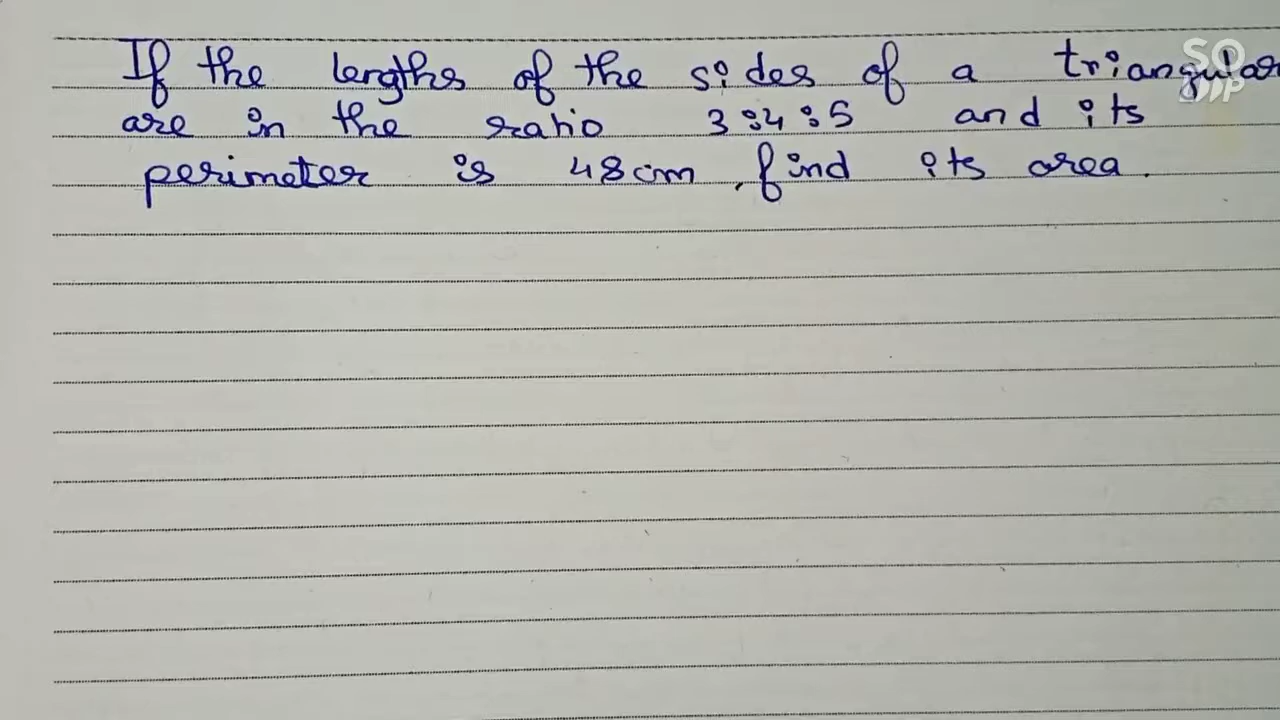 If the lengths of the sides of a triangular
are in the ratio 3:4:5 and its
perimeter is 48cm, find its area.